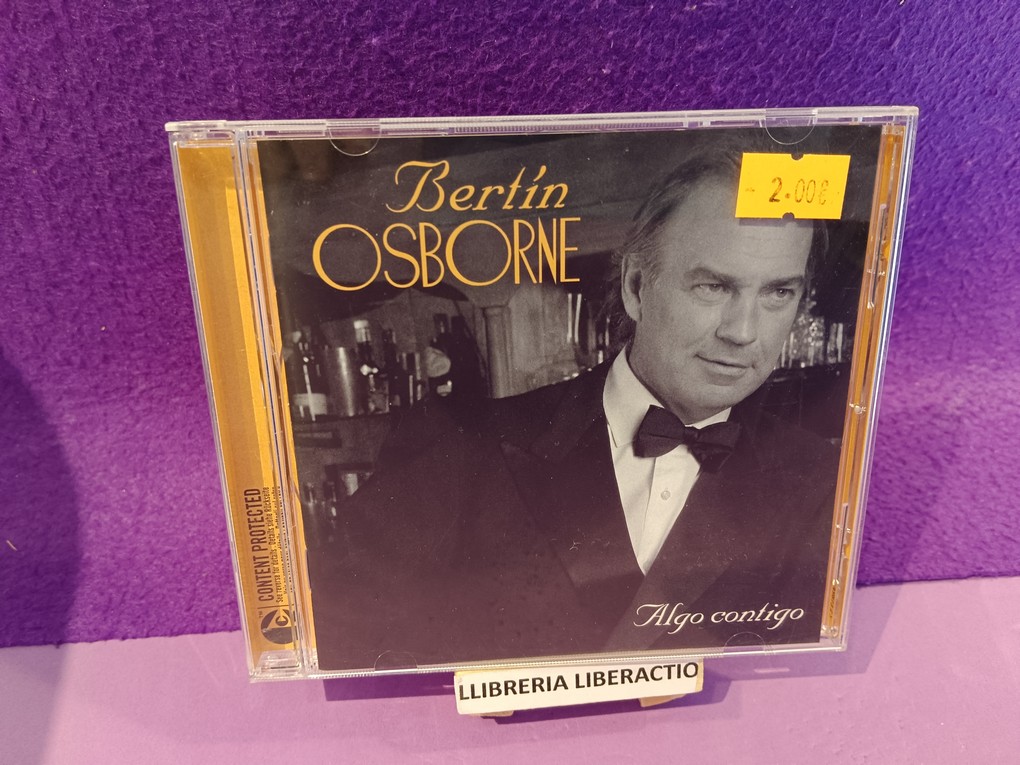 Bertín
OSBORNE
2.00€
Algo contigo
CONTENT PROTECTED
LLIBRERIA LIBERACTIO